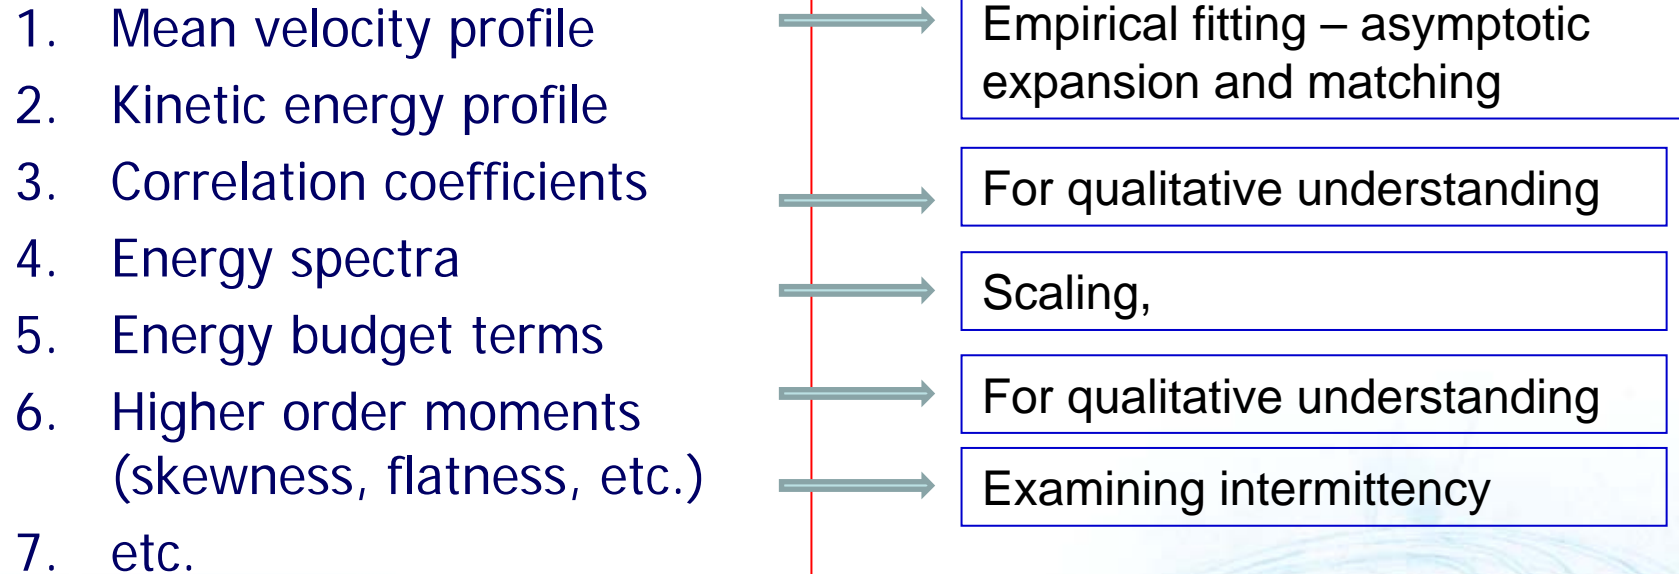 1. Mean velocity profile
2. Kinetic energy profile
3. Correlation coefficients
4. Energy spectra
5. Energy budget terms
6. Higher order moments
(skewness, flatness, etc.)
7. etc.
Empirical fitting – asymptotic
expansion and matching
For qualitative understanding
Scaling,
For qualitative understanding
Examining intermittency